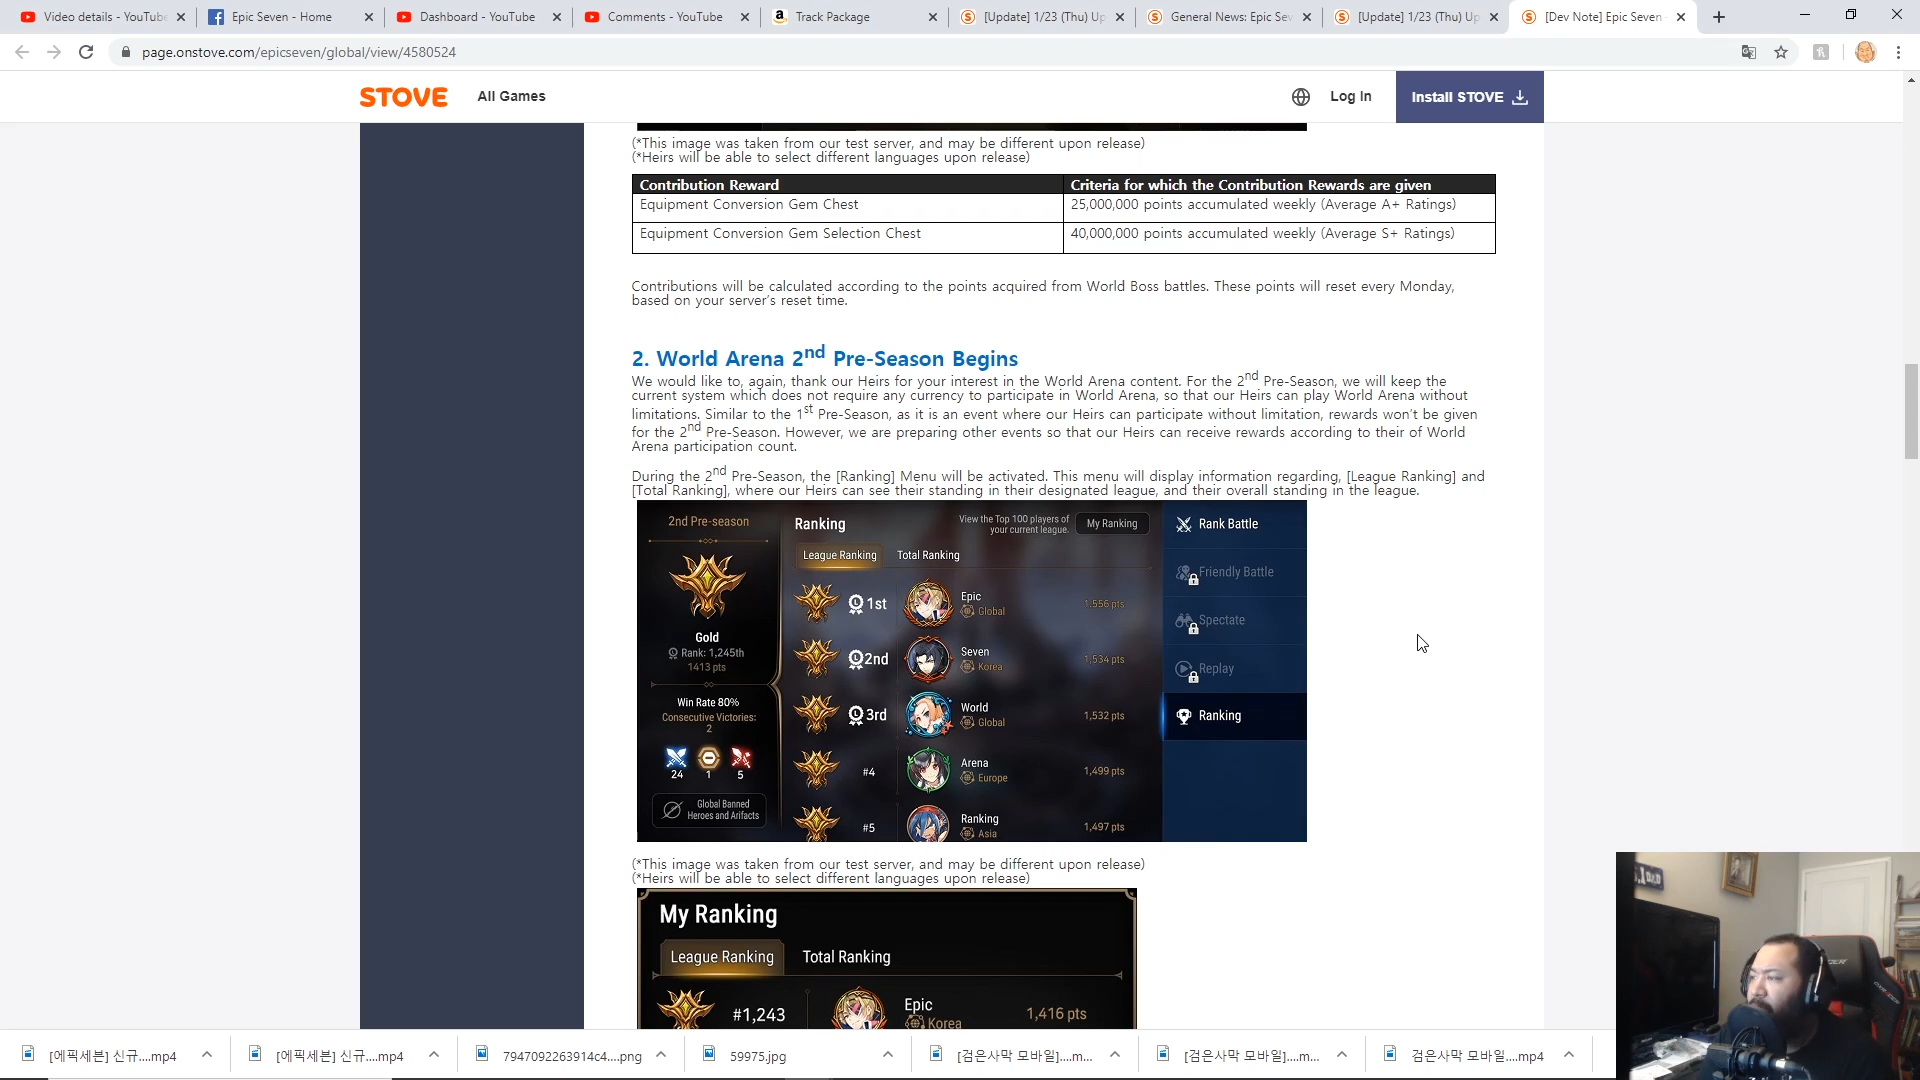 Video details - YouTube
Epic Seven - Home
Dashboard - YouTube
Comments - YouTube
Track Package
[Update] 1/23 (Thu) Up
General News: Epic Sev
[Update] 1/23 (Thu) Up
[Dev Note] Epic Seven
page.onstove.com/epicseven/global/view/4580524
STOVE
All Games
Log In
Install STOVE
(*This image was taken from our test server, and may be different upon release)
(*Heirs will be able to select different languages upon release)
Contribution Reward
Criteria for which the Contribution Rewards are given
Equipment Conversion Gem Chest
25,000,000 points accumulated weekly (Average A+ Ratings)
Equipment Conversion Gem Selection Chest
40,000,000 points accumulated weekly (Average S+ Ratings)
Contributions will be calculated according to the points acquired from World Boss battles. These points will reset every Monday,
based on your server's reset time.
2. World Arena 2nd Pre-Season Begins
We would like to, again, thank our Heirs for your interest in the World Arena content. For the 2nd Pre-Season, we will keep the
current system which does not require any currency to participate in World Arena, so that our Heirs can play World Arena without
limitations. Similar to the 1st Pre-Season, as it is an event where our Heirs can participate without limitation, rewards won't be given
for the 2nd Pre-Season. However, we are preparing other events so that our Heirs can receive rewards according to their of World
Arena participation count.
During the 2nd Pre-Season, the [Ranking] Menu will be activated. This menu will display information regarding, [League Ranking] and
[Total Ranking], where our Heirs can see their standing in their designated league, and their overall standing in the league.
2nd Pre-season
Gold
Rank: 1,245th
1413 pts
Win Rate 80%
Consecutive Victories:
2
24
1
5
Global Banned
Heroes and Arifacts
Ranking
View the Top 100 players of
your current league.
My Ranking
League Ranking
Total Ranking
1st
Epic
Global
1,556 pts
2nd
Seven
Korea
1,534 pts
3rd
World
Global
1,532 pts
#4
Arena
Europe
1,499 pts
#5
Ranking
Asia
1,497 pts
Rank Battle
Friendly Battle
Spectate
Replay
Ranking
(*This image was taken from our test server, and may be different upon release)
(*Heirs will be able to select different languages upon release)
My Ranking
League Ranking
Total Ranking
#1,243
Epic
Korea
1,416 pts
[에픽세븐] 신규....mp4
[에픽세븐] 신규....mp4
7947092263914c4....png
59975.jpg
[검은사막 모바일]....m...
[검은사막 모바일]....m...
검은사막 모바일....mp4